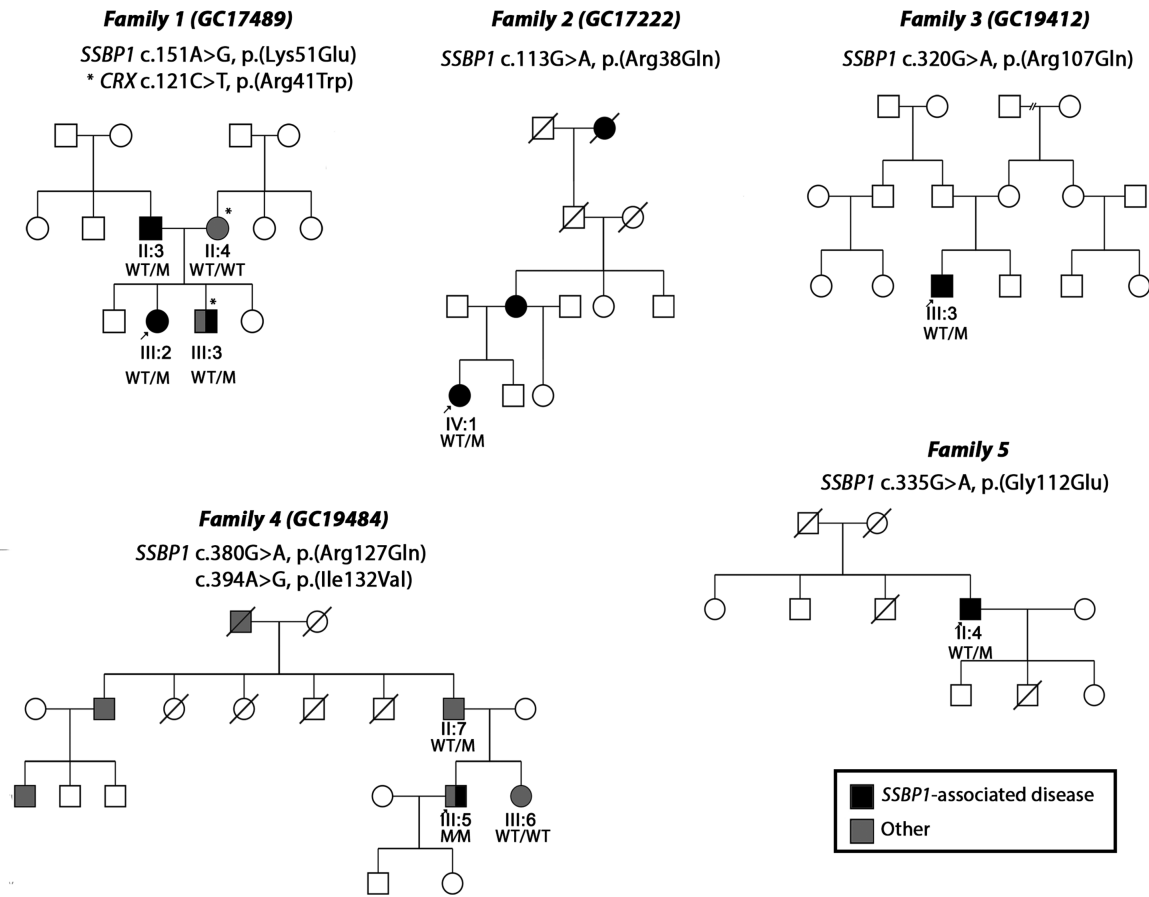 Family 1 (GC17489)
SSBP1 c.151A>G, p.(Lys51Glu)
* CRX c.121C>T, p.(Arg41Trp)
*
II:3
II:4
WT/M
WT/WT
*
III:2
III:3
WT/M
WT/M
Family 2 (GC17222)
SSBP1 c.113G>A, p.(Arg38Gln)
IV:1
WT/M
Family 3 (GC19412)
SSBP1 c.320G>A, p.(Arg107Gln)
III:3
WT/M
Family 4 (GC19484)
SSBP1 c.380G>A, p.(Arg127Gln)
c.394A>G, p.(Ile132Val)
II:7
WT/M
III:5
III:6
M/M
WT/WT
Family 5
SSBP1 c.335G>A, p.(Gly112Glu)
II:4
WT/M
SSBP1-associated disease
Other